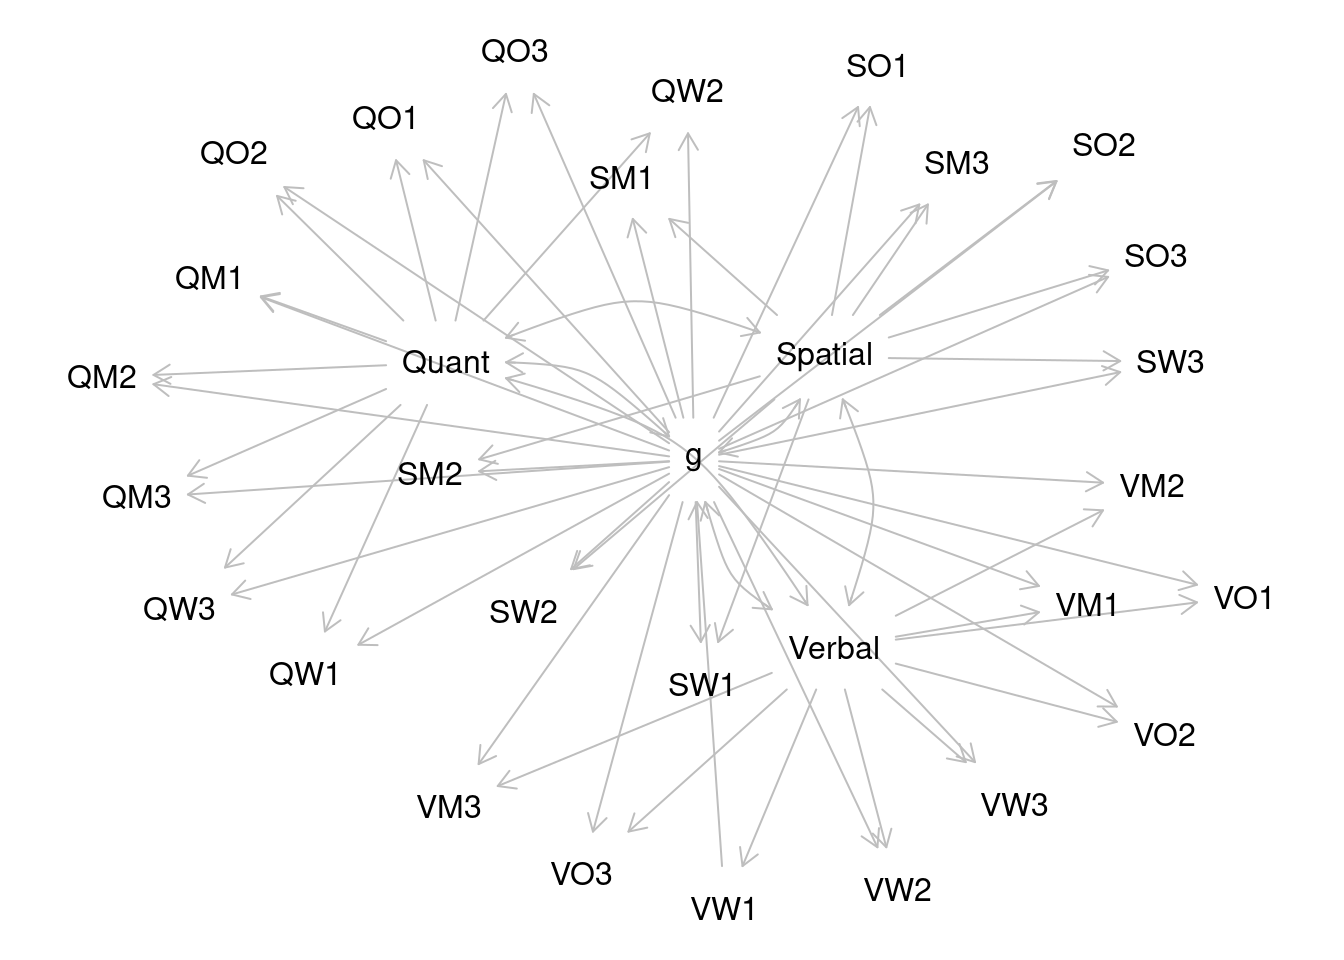 QO3
SO1
QW2
QO1
SO2
QO2
SM3
SM1
SO3
QM1
Spatial
Quant
SW3
QM2
g
SM2
VM2
QM3
VO1
VM1
QW3
SW2
Verbal
QW1
SW1
VO2
VW3
VM3
VO3
VW2
VW1